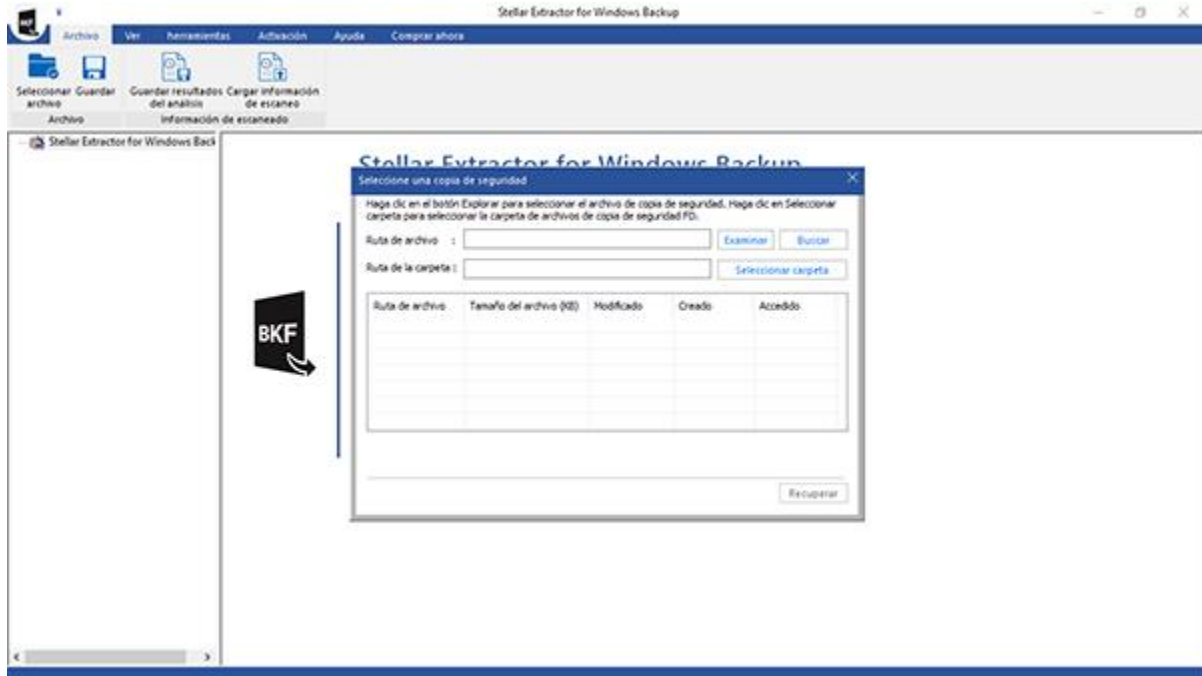 Stellar Extractor for Windows Backup
Archivo Ver herramientas Activación Ayuda Comprar ahora
Seleccionar archivo Guardar Guardar resultados del análisis Cargar información de escaneo
Archivo Información de escaneado
Stellar Extractor for Windows Back
Stellar Extractor for Windows Backup
Seleccione una copia de seguridad
Haga clic en el botón Explorar para seleccionar el archivo de copia de seguridad. Haga clic en Seleccionar
carpeta para seleccionar la carpeta de archivos de copia de seguridad FD.
Ruta de archivo : Examinar Buscar
Ruta de la carpeta : Seleccionar carpeta
Ruta de archivo Tamaño del archivo (KB) Modificado Creado Accedido
BKF
Recuperar